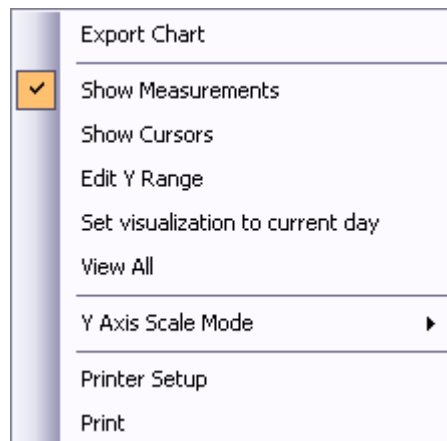 Export Chart
Show Measurements
Show Cursors
Edit Y Range
Set visualization to current day
View All
Y Axis Scale Mode
Printer Setup
Print